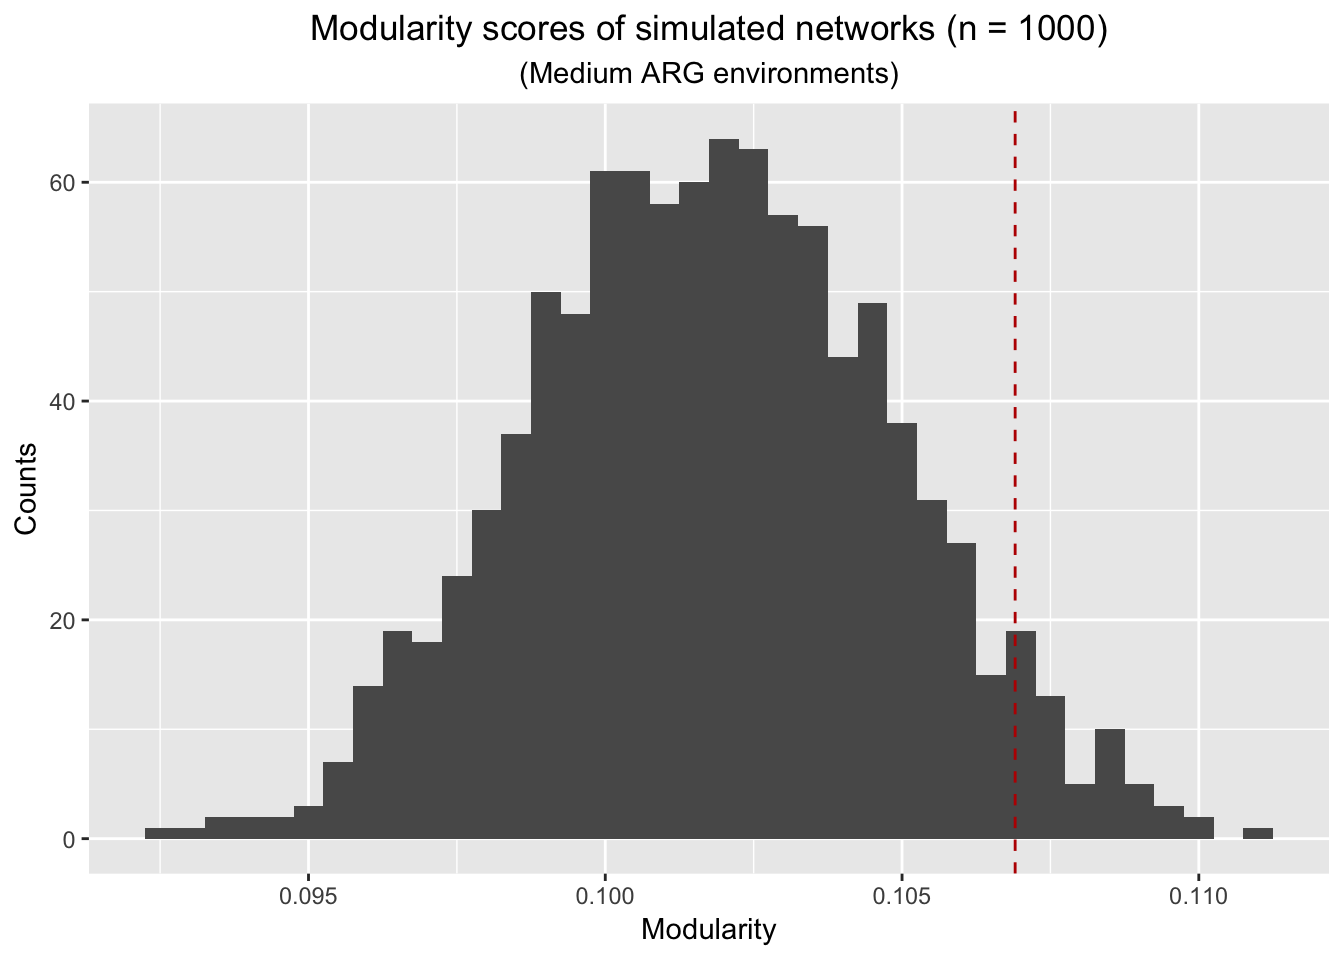 Modularity scores of simulated networks (n = 1000)
(Medium ARG environments)
60
40
20
0
Counts
0.095
0.100
0.105
0.110
Modularity